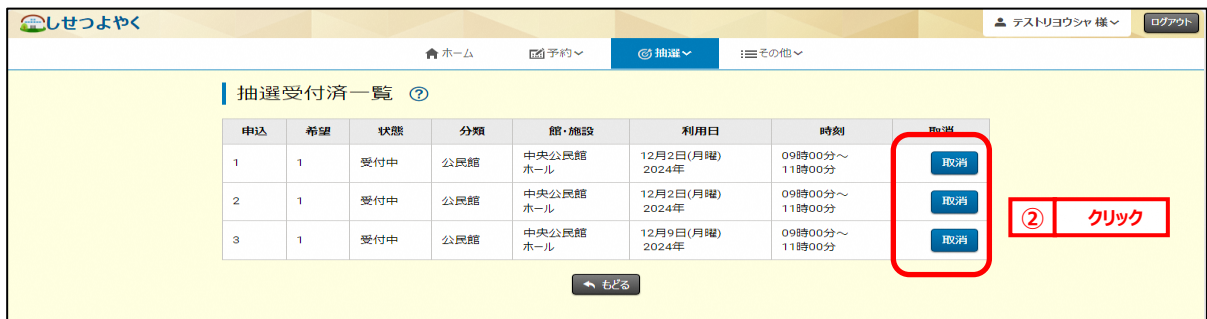 しせつよやく
テストリヨウシャ 様
ログアウト
ホーム 予約 抽選 その他
抽選受付済一覧 ?
申込 希望 状態 分類 館・施設 利用日 時刻 取消
1 1 受付中 公民館 中央公民館 12月2日(月曜) 09時00分～ 取消
ホール 2024年 11時00分
2 1 受付中 公民館 中央公民館 12月2日(月曜) 09時00分～ 取消
ホール 2024年 11時00分
② クリック
3 1 受付中 公民館 中央公民館 12月9日(月曜) 09時00分～ 取消
ホール 2024年 11時00分
もどる